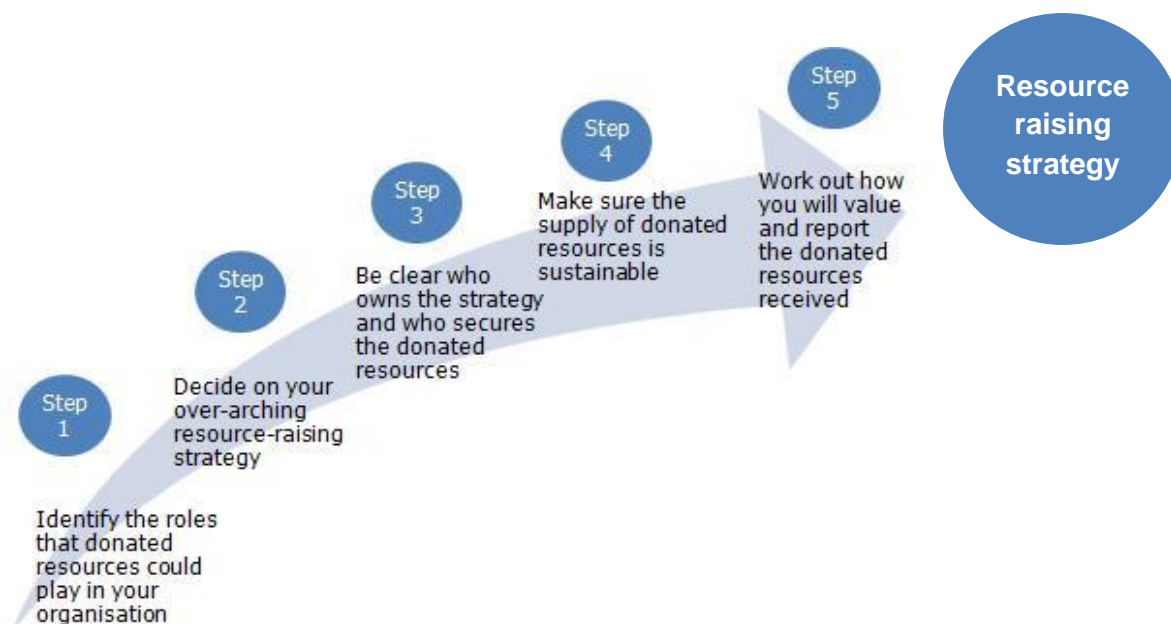 Step
1
Identify the roles
that donated
resources could
play in your
organisation
Step
2
Decide on your
over-arching
resource-raising
strategy
Step
3
Be clear who
owns the strategy
and who secures
the donated
resources
Step
4
Make sure the
supply of donated
resources is
sustainable
Step
5
Work out how
you will value
and report
the donated
resources
received
Resource
raising
strategy